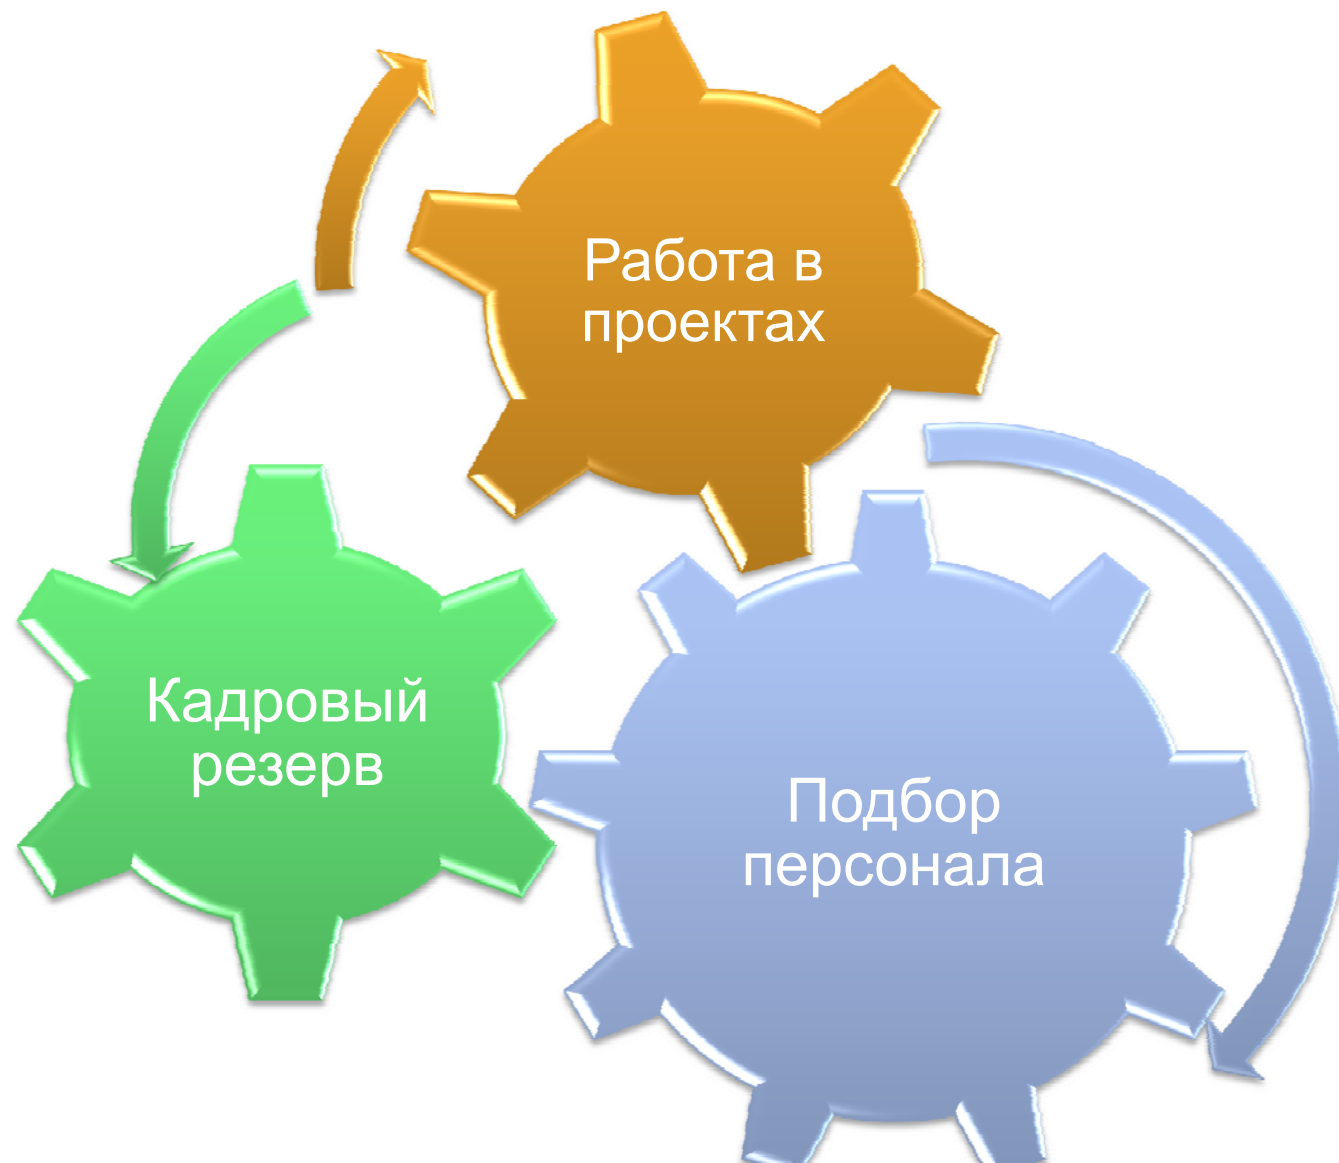 Работа в
проектах
Кадровый
резерв
Подбор
персонала